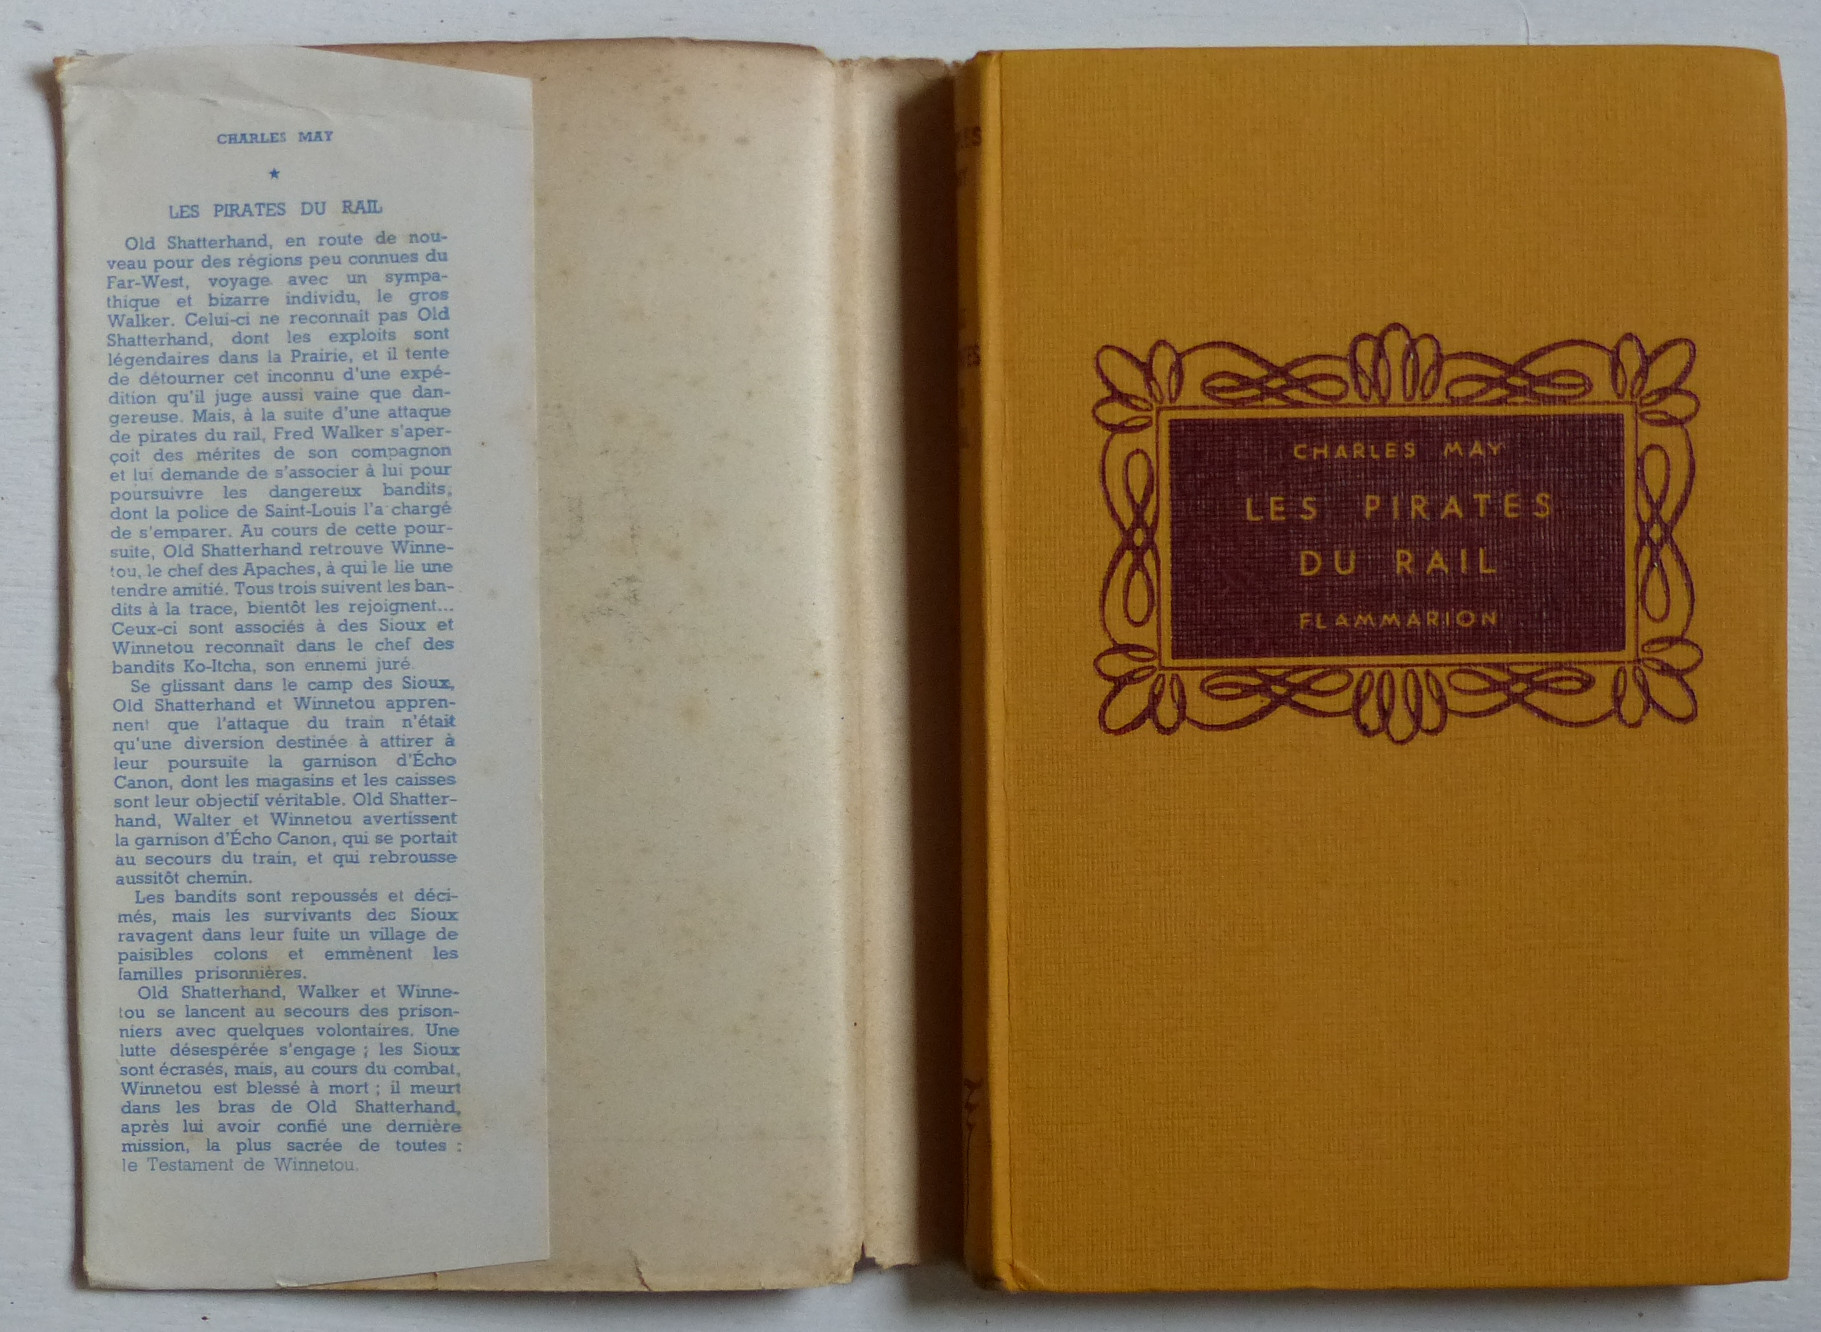 CHARLES MAY
★
LES PIRATES DU RAIL
Old Shatterhand, en route de nou-
veau pour des régions peu connues du
Far-West, voyage avec un sympa-
thique et bizarre individu, le gros
Walker. Celui-ci ne reconnaît pas Old
Shatterhand, dont les exploits sont
légendaires dans la Prairie, et il tente
de détourner cet inconnu d'une expé-
dition qu'il juge aussi vaine que dan-
gereuse. Mais, à la suite d'une attaque
de pirates du rail, Fred Walker s'aper-
çoit des mérites de son compagnon
et lui demande de s'associer à lui pour
poursuivre les dangereux bandits,
dont la police de Saint-Louis l'a chargé
de s'emparer. Au cours de cette pour-
suite, Old Shatterhand retrouve Winne-
tou, le chef des Apaches, à qui le lie une
tendre amitié. Tous trois suivent les ban-
dits à la trace, bientôt les rejoignent...
Ceux-ci sont associés à des Sioux et
Winnetou reconnaît dans le chef des
bandits Ko-Itcha, son ennemi juré.
Se glissant dans le camp des Sioux,
Old Shatterhand et Winnetou appren-
nent que l'attaque du train n'était
qu'une diversion destinée à attirer à
leur poursuite la garnison d'Écho
Canon, dont les magasins et les caisses
sont leur objectif véritable. Old Shatter-
hand, Walter et Winnetou avertissent
la garnison d'Écho Canon, qui se portait
au secours du train, et qui rebrousse
aussitôt chemin.
Les bandits sont repoussés et déci-
més, mais les survivants des Sioux
ravagent dans leur fuite un village de
paisibles colons et emmènent les
familles prisonnières.
Old Shatterhand, Walker et Winne-
tou se lancent au secours des prison-
niers avec quelques volontaires. Une
lutte désespérée s'engage ; les Sioux
sont écrasés, mais, au cours du combat,
Winnetou est blessé à mort ; il meurt
dans les bras de Old Shatterhand,
après lui avoir confié une dernière
mission, la plus sacrée de toutes :
le Testament de Winnetou.
CHARLES MAY
LES PIRATES
DU RAIL
FLAMMARION